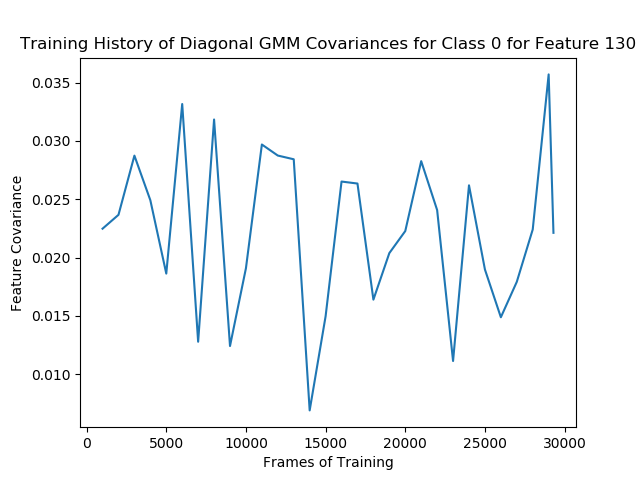 Training History of Diagonal GMM Covariances for Class 0 for Feature 130
0.035
0.030
0.025
0.020
0.015
0.010
Feature Covariance
0 5000 10000 15000 20000 25000 30000
Frames of Training